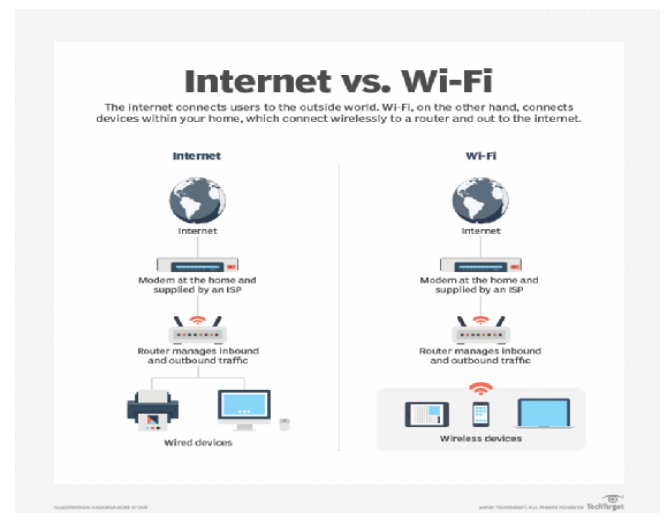 Internet vs. Wi-Fi
The internet connects users to the outside world. Wi-Fi, on the other hand, connects
devices within your home, which connect wirelessly to a router and out to the internet.
Internet
Internet
Modem at the home and
supplied by an ISP
Router manages inbound
and outbound traffic
Wired devices
Wi-Fi
Internet
Modem at the home and
supplied by an ISP
Router manages inbound
and outbound traffic
Wireless devices
TechTarget